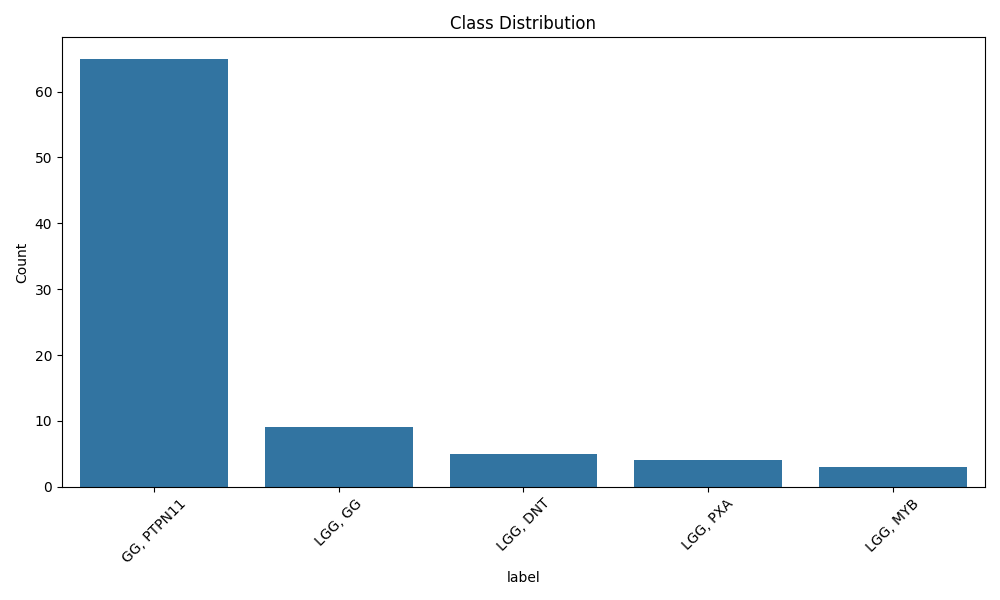 Class Distribution
Count
60
50
40
30
20
10
0
GG, PTPN11
LGG, GG
LGG, DNT
LGG, PXA
LGG, MYB
label